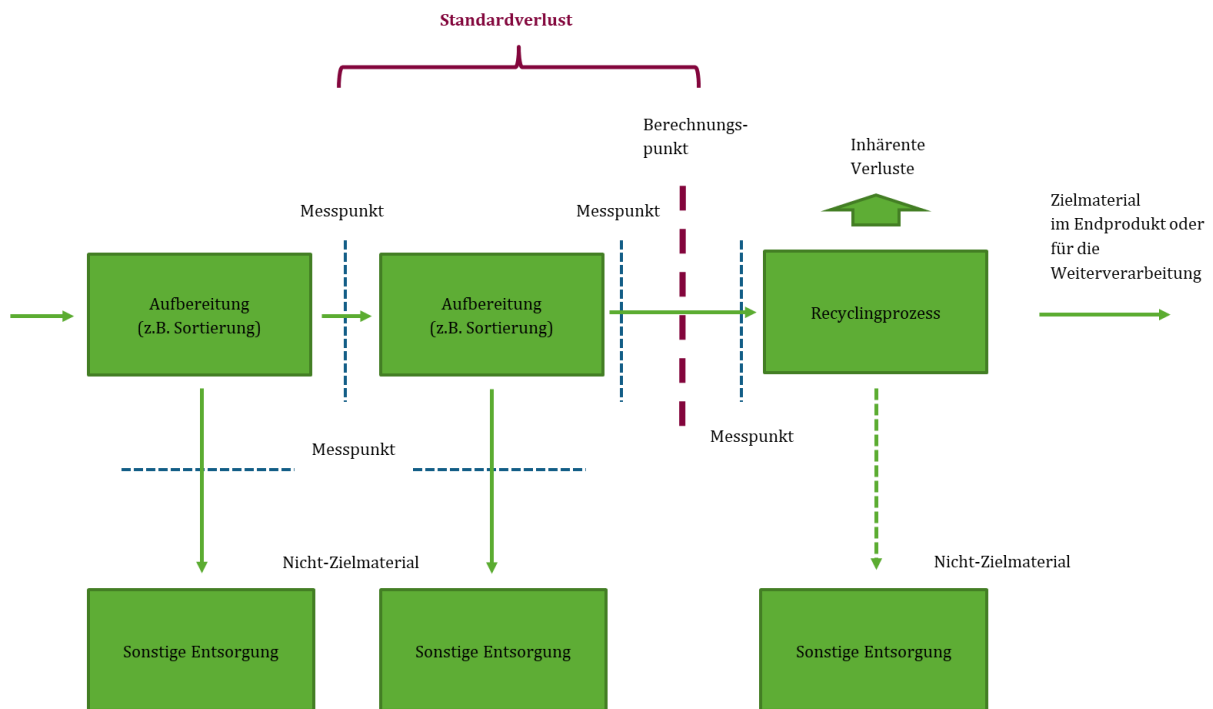 Standardverlust
Berechnungs-
punkt
Inhärente
Verluste
Messpunkt
Messpunkt
Zielmaterial
im Endprodukt oder
für die
Weiterverarbeitung
Aufbereitung
(z.B. Sortierung)
Aufbereitung
(z.B. Sortierung)
Recyclingprozess
Messpunkt
Messpunkt
Nicht-Zielmaterial
Nicht-Zielmaterial
Sonstige Entsorgung
Sonstige Entsorgung
Sonstige Entsorgung